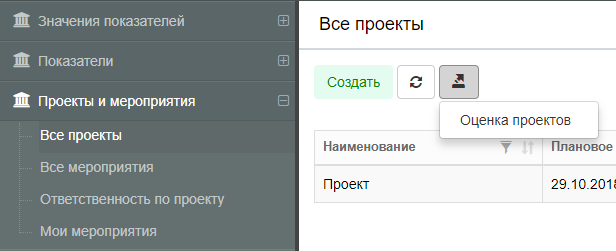 Значения показателей
Показатели
Проекты и мероприятия
Все проекты
Все мероприятия
Ответственность по проекту
Мои мероприятия
Все проекты
Создать
Оценка проектов
Наименование Плановое
Проект 29.10.2018